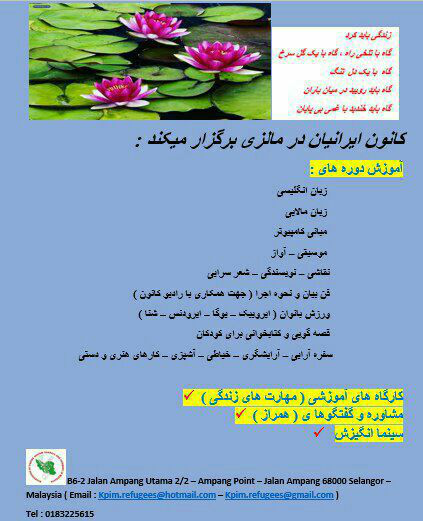 زندگی باید کرد
گاه با تلخی راه ، گاه با یک گل سرخ
گاه با یک دل تنگ
گاه باید رویید در میان باران
گاه باید خندید با غمی بی پایان
کانون ایرانیان در مالزی برگزار میکند :
آموزش دوره های :
زبان انگلیسی
زبان مالایی
مبانی کامپیوتر
موسیقی – آواز
نقاشی – نویسندگی – شعر سرایی
فن بیان و نحوه اجرا ( جهت همکاری با رادیو کانون )
ورزش بانوان ( ایروبیک – یوگا – ایرودنس – شنا )
قصه گویی و کتابخوانی برای کودکان
سفره آرایی – آرایشگری – خیاطی – آشپزی – کارهای هنری و دستی
کارگاه های آموزشی ( مهارت های زندگی ) ✓
مشاوره و گفتگوها ی ( همراز ) ✓
سینما انگیزش ✓
B6-2 Jalan Ampang Utama 2/2 – Ampang Point – Jalan Ampang 68000 Selangor –
Malaysia ( Email : Kpim.refugees@hotmail.com – Kpim.refugees@gmail.com )
Tel : 0183225615